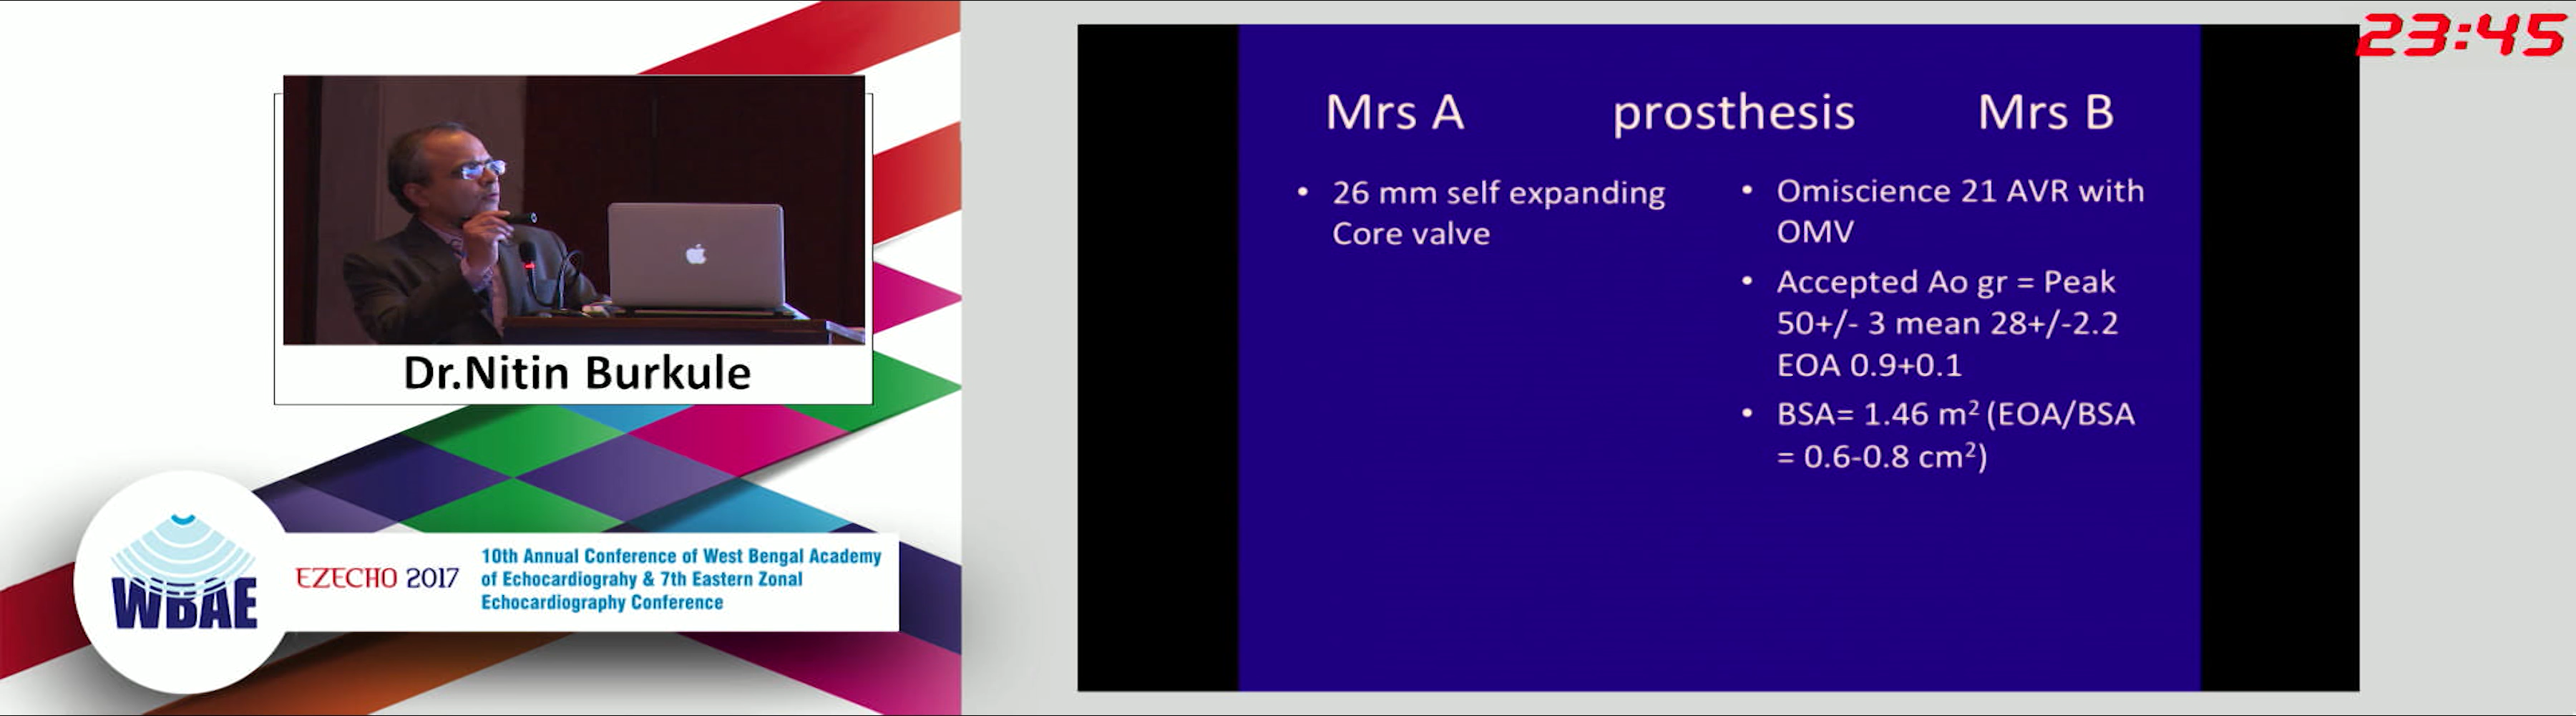 23:45
Mrs A prosthesis Mrs B
• 26 mm self expanding
Core valve
• Omiscience 21 AVR with
OMV
• Accepted Ao gr = Peak
50+/- 3 mean 28+/-2.2
EOA 0.9+0.1
• BSA= 1.46 m² (EOA/BSA
= 0.6-0.8 cm²)
Dr.Nitin Burkule
WBAE
EZECHO 2017
10th Annual Conference of West Bengal Academy
of Echocardiograhy & 7th Eastern Zonal
Echocardiography Conference